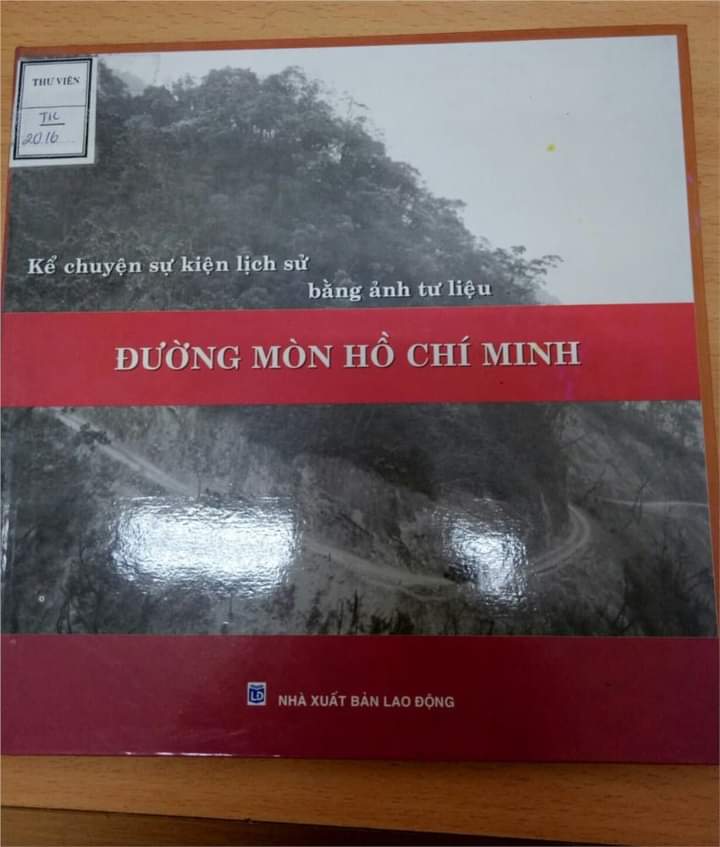 THƯ VIỆN
TIC
2016
Kể chuyện sự kiện lịch sử
bằng ảnh tư liệu
ĐƯỜNG MÒN HỒ CHÍ MINH
LĐ
NHÀ XUẤT BẢN LAO ĐỘNG